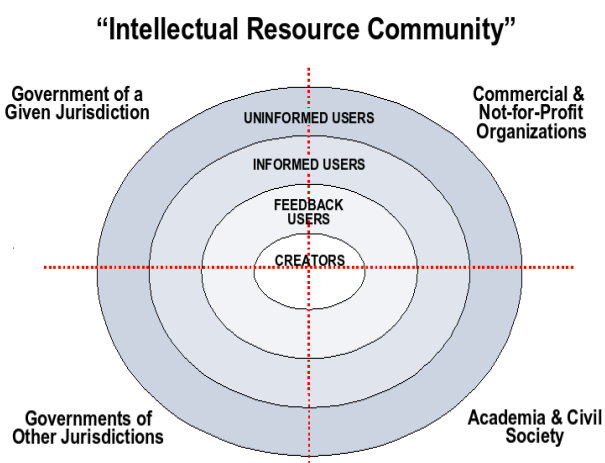 “Intellectual Resource Community”
Government of a
Given Jurisdiction
Commercial &
Not-for-Profit
Organizations
UNINFORMED USERS
INFORMED USERS
FEEDBACK
USERS
CREATORS
Governments of
Other Jurisdictions
Academia & Civil
Society